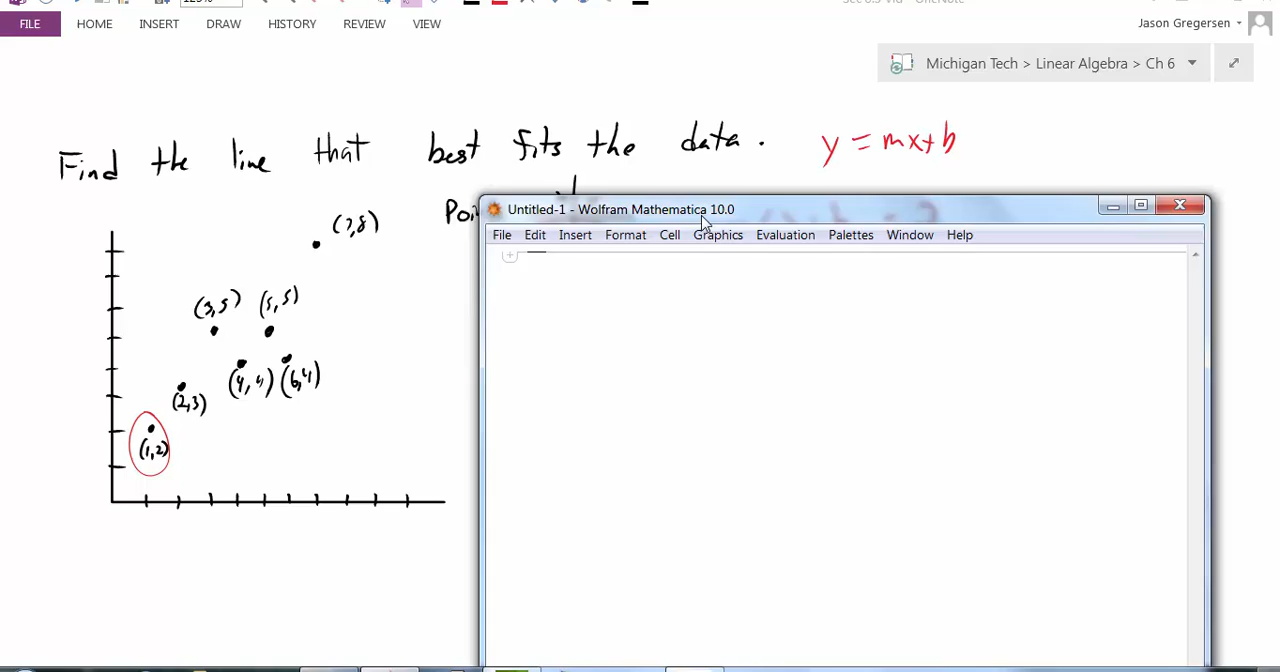 FILE HOME INSERT DRAW HISTORY REVIEW VIEW
Jason Gregersen
Michigan Tech > Linear Algebra > Ch 6
Find the line that best fits the data. y = mx+b
Untitled-1 - Wolfram Mathematica 10.0
File Edit Insert Format Cell Graphics Evaluation Palettes Window Help
(7,8)
(3,5) (5,5)
(4,4) (6,4)
(2,3)
(1,2)